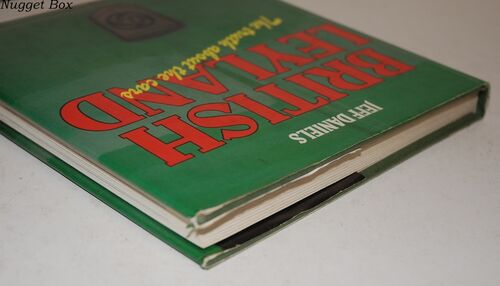 Nugget Box
BRITISH
LEYLAND
The truth about the cars
JEFF DANIELS